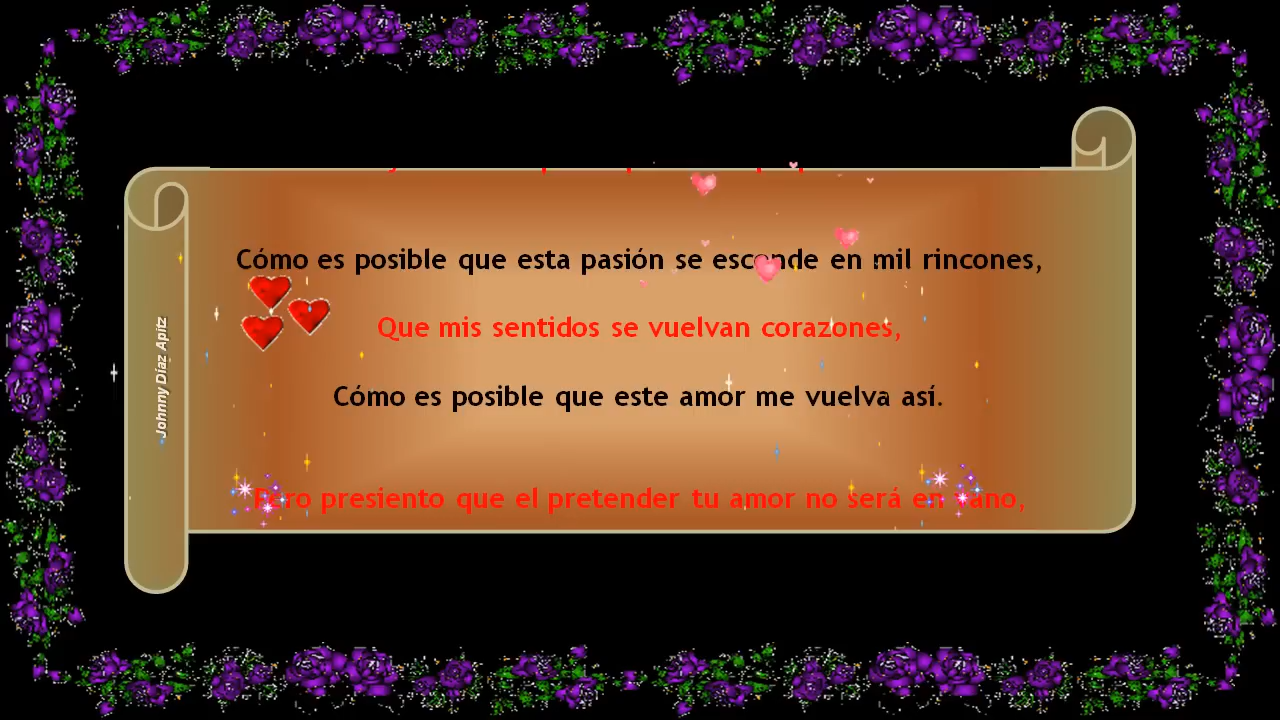 Cómo es posible que esta pasión se esconde en mil rincones,
Que mis sentidos se vuelvan corazones,
Cómo es posible que este amor me vuelva así.
Pero presiento que el pretender tu amor no será en vano,
Johnny Díaz Apitz